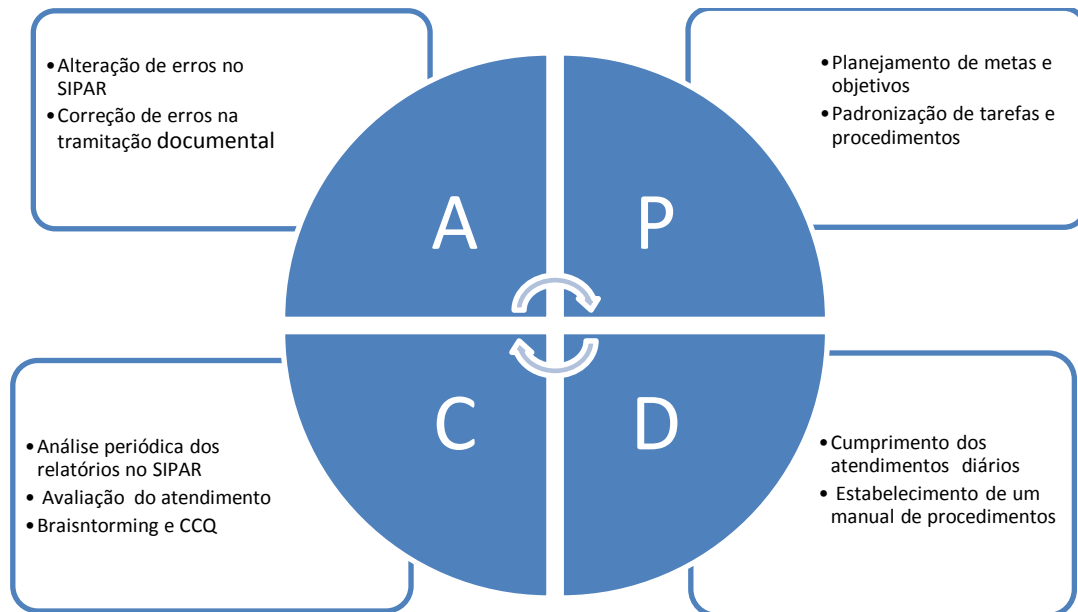 •Alteração de erros no
SIPAR
•Correção de erros na
tramitação documental
•Planejamento de metas e
objetivos
•Padronização de tarefas e
procedimentos
A
P
C
D
•Análise periódica dos
relatórios no SIPAR
• Avaliação do atendimento
•Braisntorming e CCQ
•Cumprimento dos
atendimentos diários
• Estabelecimento de um
manual de procedimentos